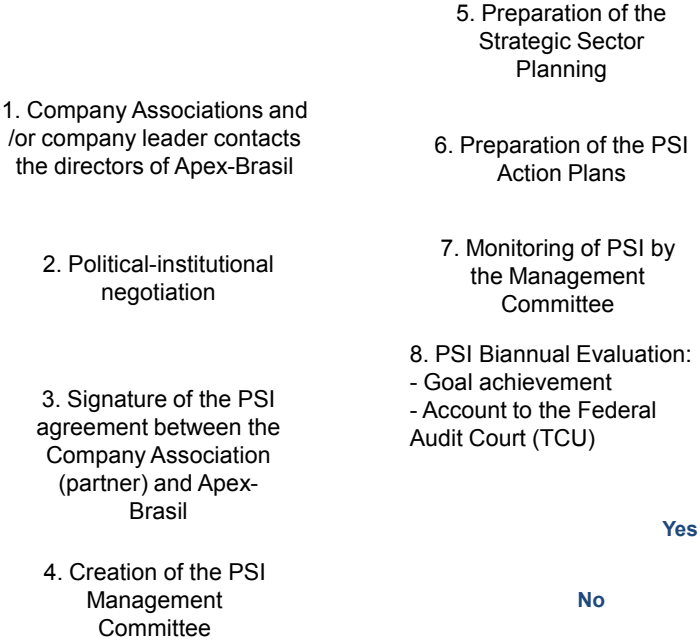 1. Company Associations and
/or company leader contacts
the directors of Apex-Brasil
2. Political-institutional
negotiation
3. Signature of the PSI
agreement between the
Company Association
(partner) and Apex-
Brasil
4. Creation of the PSI
Management
Committee
5. Preparation of the
Strategic Sector
Planning
6. Preparation of the PSI
Action Plans
7. Monitoring of PSI by
the Management
Committee
8. PSI Biannual Evaluation:
- Goal achievement
- Account to the Federal
Audit Court (TCU)
Yes
No